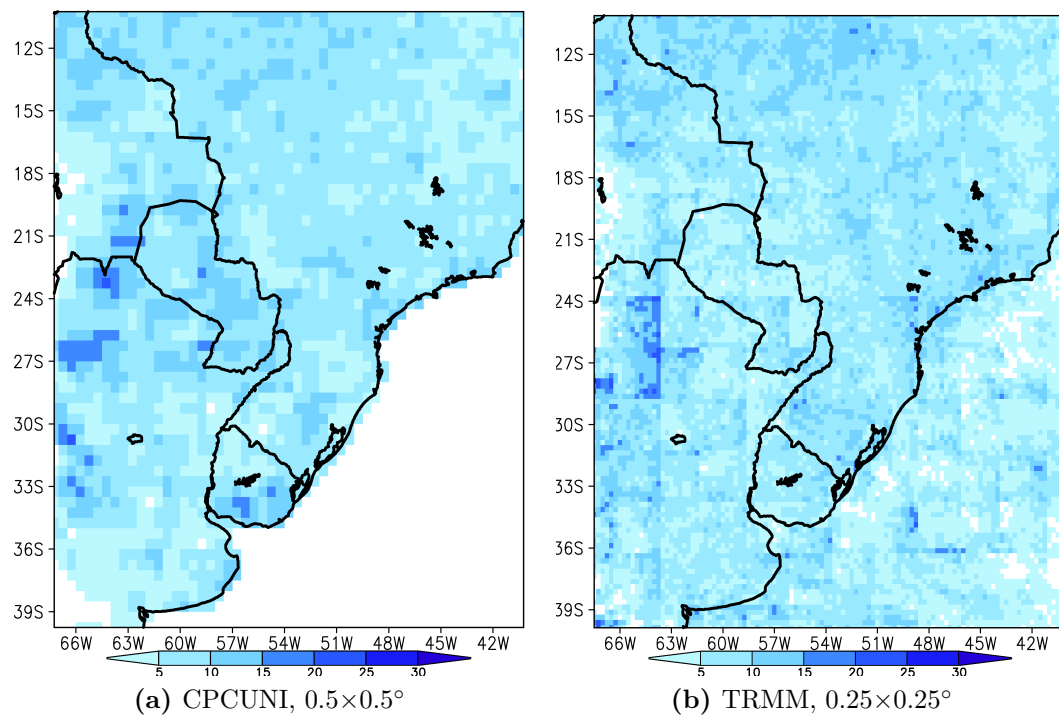 12S
15S
18S
21S
24S
27S
30S
33S
36S
39S
66W 63W 60W 57W 54W 51W 48W 45W 42W
5 10 15 20 25 30
(a) CPCUNI, 0.5×0.5°
12S
15S
18S
21S
24S
27S
30S
33S
36S
39S
66W 63W 60W 57W 54W 51W 48W 45W 42W
5 10 15 20 25 30
(b) TRMM, 0.25×0.25°